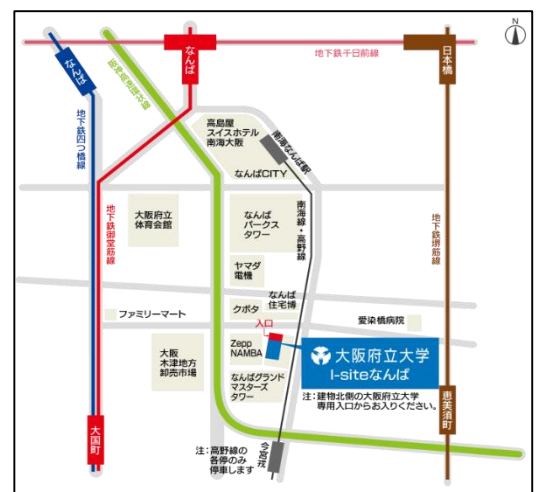 N
なんば
なんば
日本橋
地下鉄千日前線
阪神高速環状線
地下鉄四つ橋線
高島屋
スイスホテル
南海大阪
南海なんば駅
なんばCITY
地下鉄御堂筋線
大阪府立
体育会館
なんば
パークス
タワー
南海線・高野線
地下鉄堺筋線
ヤマダ
電機
なんば
住宅博
クボタ
ファミリーマート
入口
愛染橋病院
大阪
木津地方
卸売市場
Zepp
NAMBA
大阪府立大学
I-siteなんば
なんばグランド
マスターズ
タワー
注:建物北側の大阪府立大学
専用入口からお入りください。
大国町
恵美須町
注:高野線の
各停のみ
停車します
今宮戎